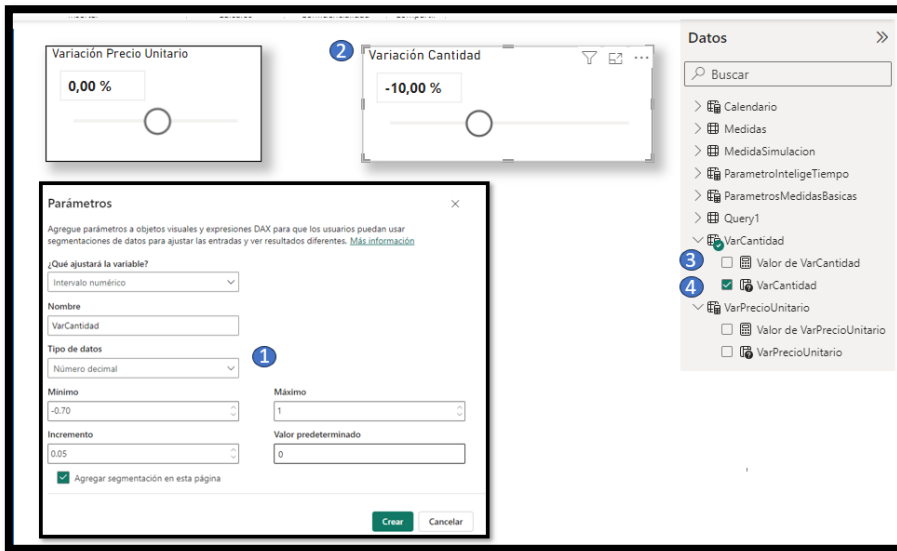 Variación Precio Unitario
0,00 %
2
Variación Cantidad
-10,00 %
Parámetros
Agregue parámetros a objetos visuales y expresiones DAX para que los usuarios puedan usar
segmentaciones de datos para ajustar las entradas y ver resultados diferentes. Más información
¿Qué ajustará la variable?
Intervalo numérico
Nombre
VarCantidad
Tipo de datos
Número decimal
1
Mínimo
Máximo
-0.70
1
Incremento
Valor predeterminado
0.05
0
Agregar segmentación en esta página
Crear
Cancelar
Datos
Buscar
Calendario
Medidas
MedidaSimulacion
ParametroInteligeTiempo
ParametrosMedidasBasicas
Query1
VarCantidad
3
Valor de VarCantidad
4
VarCantidad
VarPrecioUnitario
Valor de VarPrecioUnitario
VarPrecioUnitario